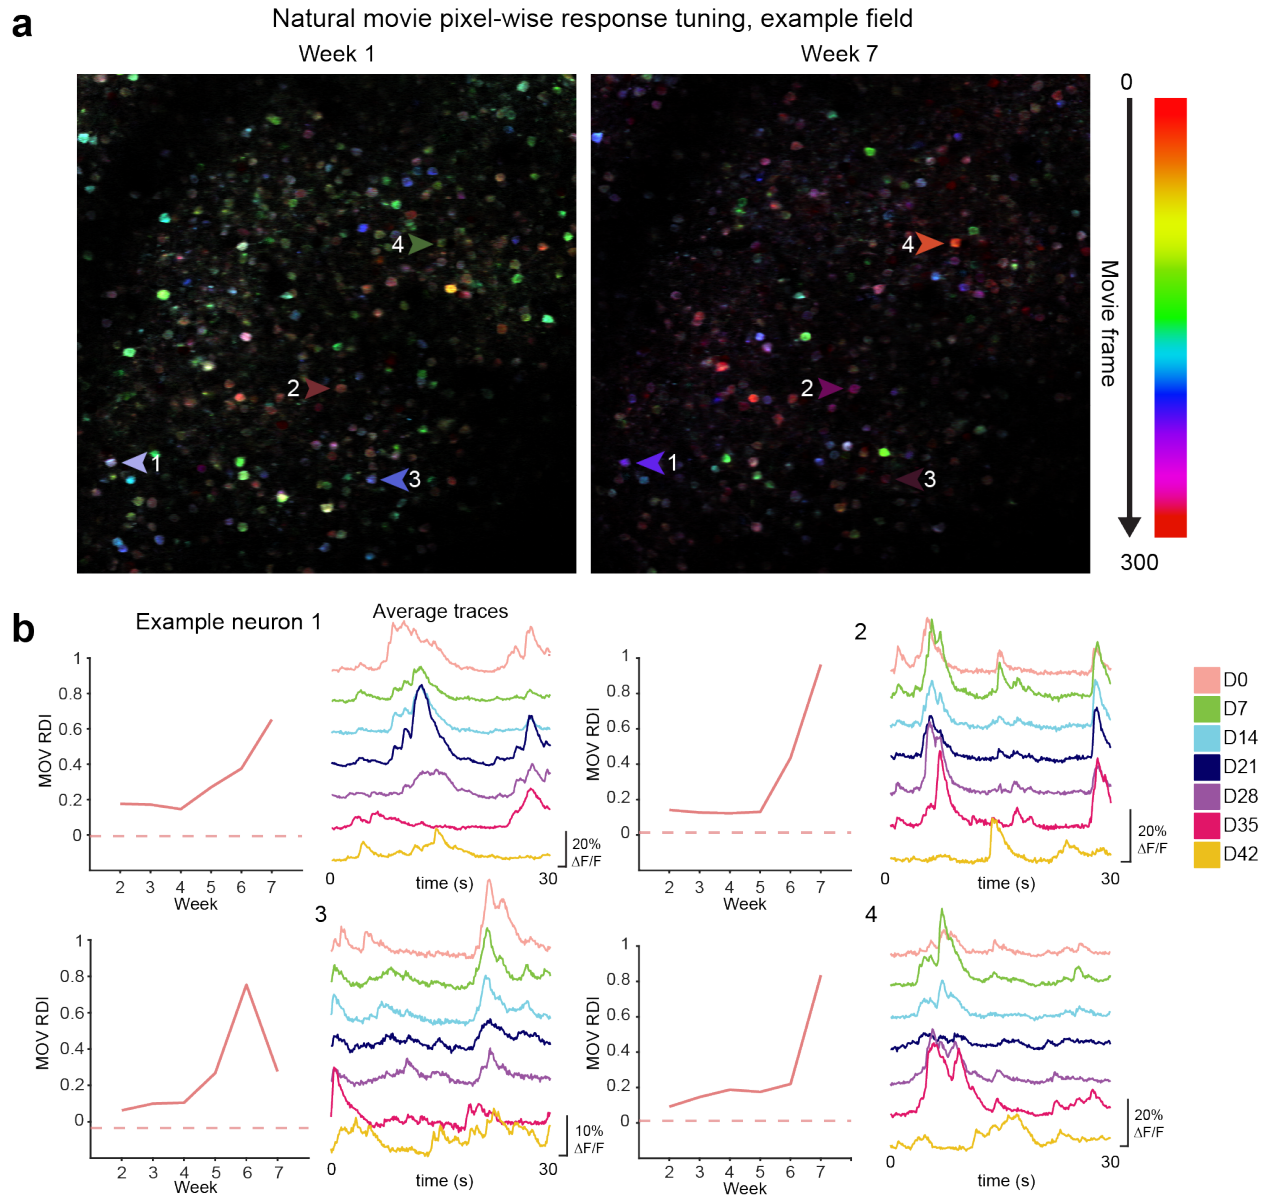 a
Natural movie pixel-wise response tuning, example field
Week 1
Week 7
4
2
1
3
4
2
1
3
0
Movie frame
300
b
Example neuron 1
Average traces
MOV RDI
1
0.8
0.6
0.4
0.2
0
2 3 4 5 6 7
Week
20%
ΔF/F
0 30
time (s)
2
MOV RDI
1
0.8
0.6
0.4
0.2
0
2 3 4 5 6 7
Week
20%
ΔF/F
0 30
time (s)
D0
D7
D14
D21
D28
D35
D42
3
MOV RDI
1
0.8
0.6
0.4
0.2
0
2 3 4 5 6 7
Week
10%
ΔF/F
0 30
time (s)
4
MOV RDI
1
0.8
0.6
0.4
0.2
0
2 3 4 5 6 7
Week
20%
ΔF/F
0 30
time (s)